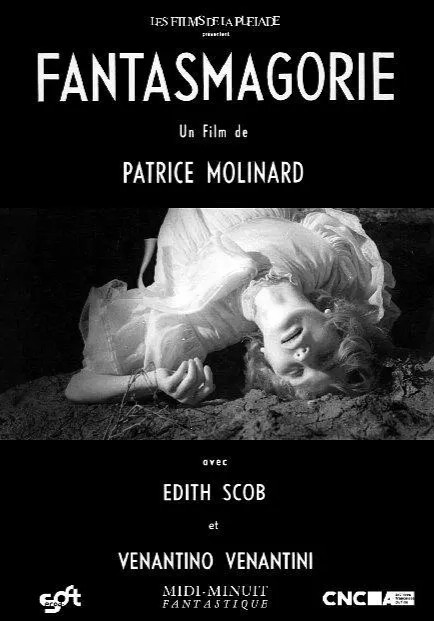 LES FILMS DE LA PLEIADE
présentent
FANTASMAGORIE
Un Film de
PATRICE MOLINARD
avec
EDITH SCOB
et
VENANTINO VENANTINI
MIDI-MINUIT
FANTASTIQUE
CNC